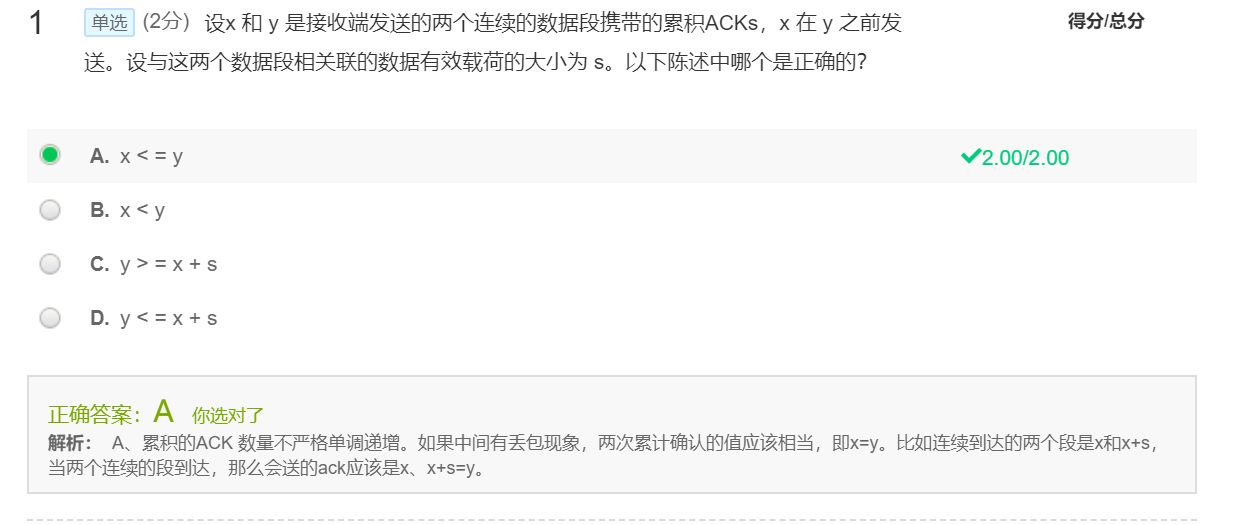 1 单选 (2分) 设x 和 y 是接收端发送的两个连续的数据段携带的累积ACKs，x 在 y 之前发 得分/总分
送。设与这两个数据段相关联的数据有效载荷的大小为 s。以下陈述中哪个是正确的？
A. x < = y 2.00/2.00
B. x < y
C. y > = x + s
D. y < = x + s
正确答案：A 你选对了
解析： A、累积的ACK 数量不严格单调递增。如果中间有丢包现象，两次累计确认的值应该相当，即x=y。比如连续到达的两个段是x和x+s，
当两个连续的段到达，那么会送的ack应该是x、x+s=y。